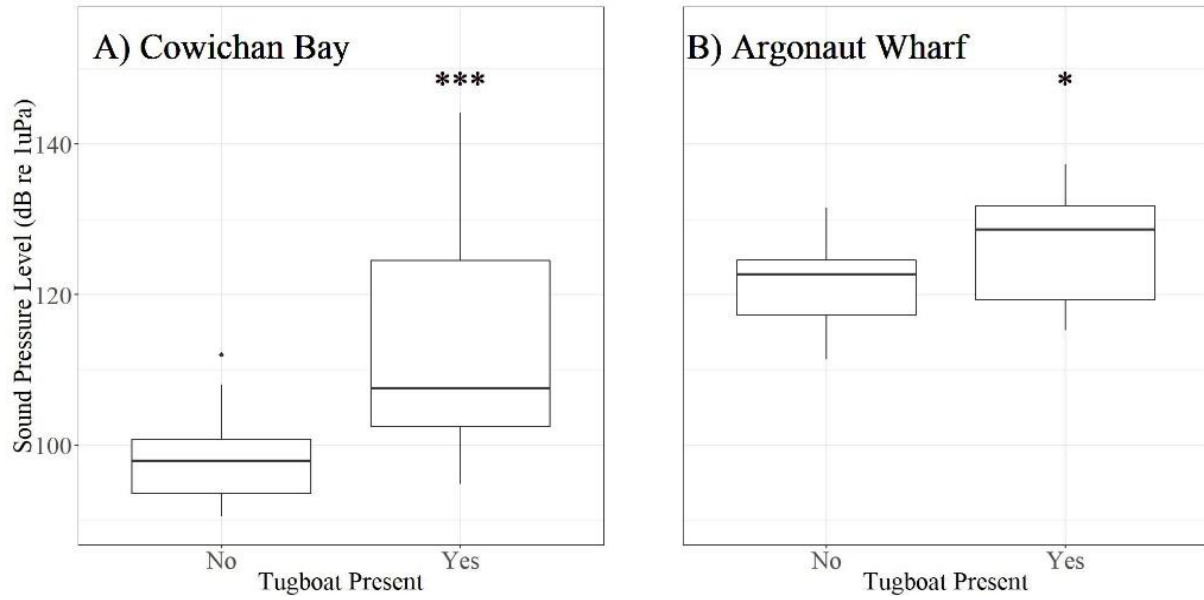 A) Cowichan Bay
***
Sound Pressure Level (dB re 1uPa)
140
120
100
No
Yes
Tugboat Present
B) Argonaut Wharf
*
No
Yes
Tugboat Present